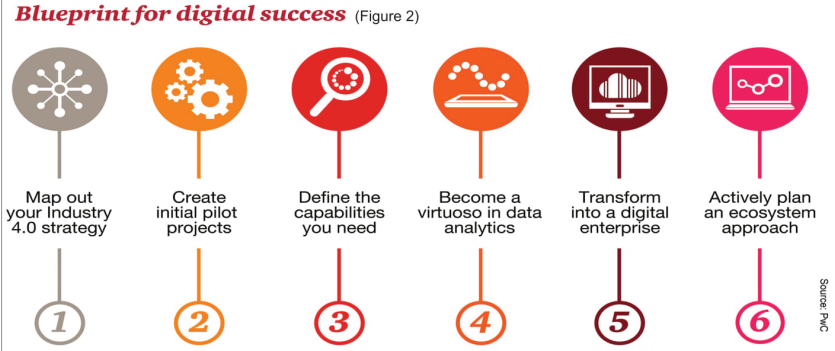 Blueprint for digital success (Figure 2)
Map out
your Industry
4.0 strategy
Create
initial pilot
projects
Define the
capabilities
you need
Become a
virtuoso in data
analytics
Transform
into a digital
enterprise
Actively plan
an ecosystem
approach
1
2
3
4
5
6
Source: PwC